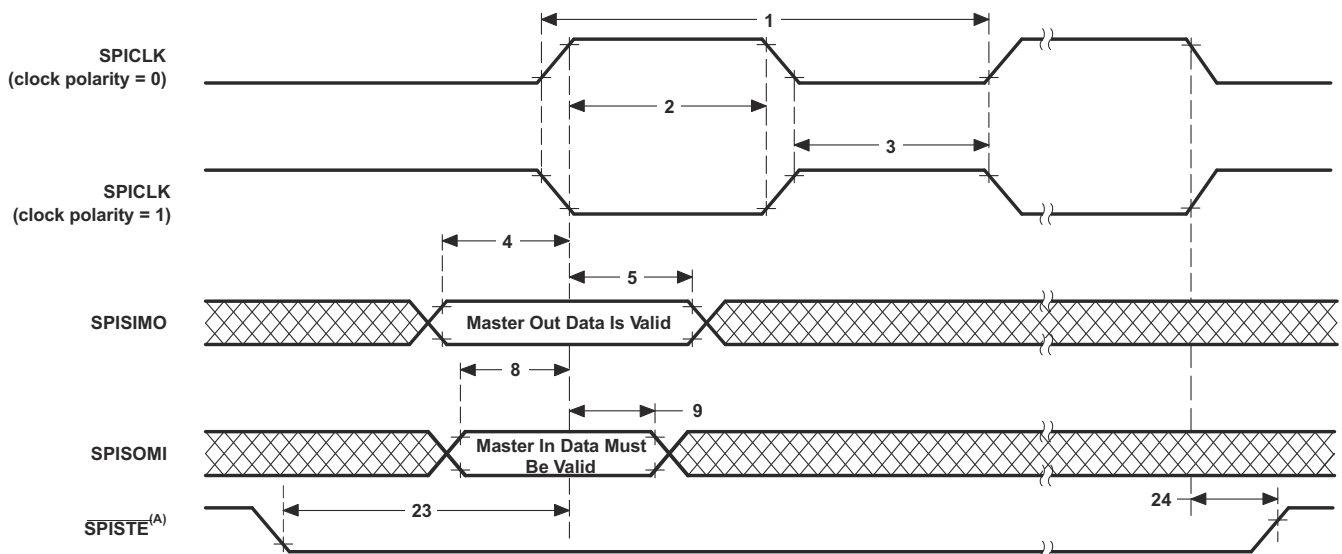 1
SPICLK
(clock polarity = 0)
2
3
SPICLK
(clock polarity = 1)
4
5
SPISIMO
Master Out Data Is Valid
8
9
SPISOMI
Master In Data Must
Be Valid
23
24
SPISTE(A)